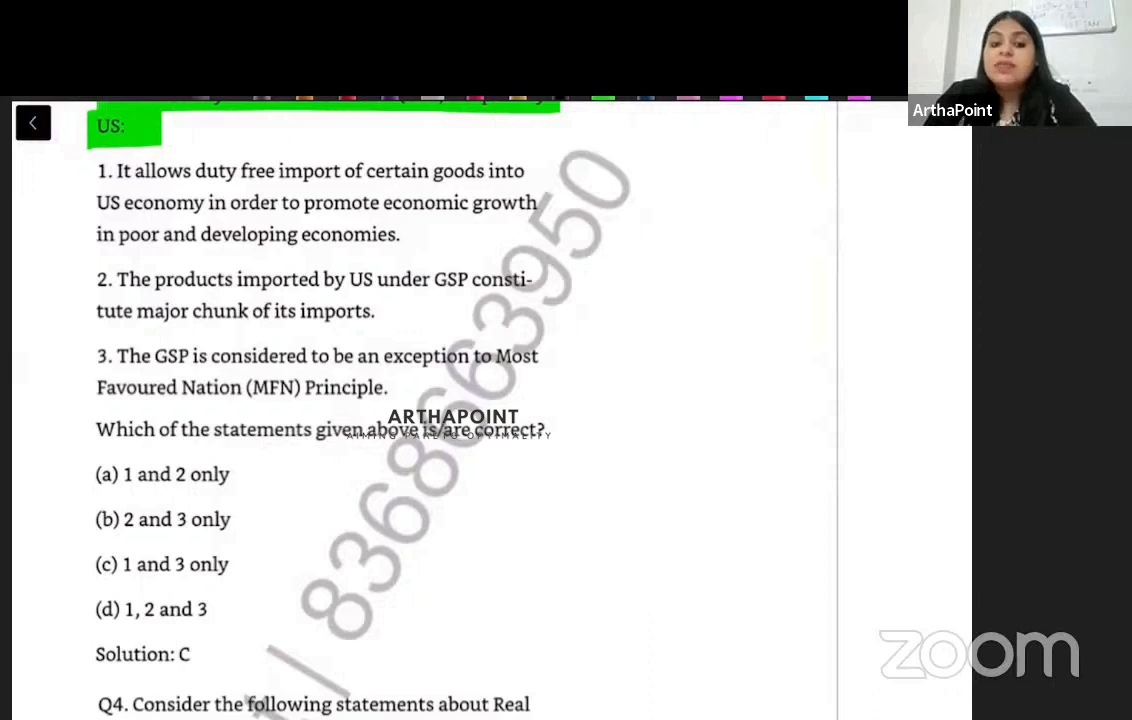 ArthaPoint
US:
1. It allows duty free import of certain goods into
US economy in order to promote economic growth
in poor and developing economies.
2. The products imported by US under GSP consti-
tute major chunk of its imports.
3. The GSP is considered to be an exception to Most
Favoured Nation (MFN) Principle.
ARTHAPOINT
AIMING PARETO OPTIMALITY
Which of the statements given above is/are correct?
(a) 1 and 2 only
(b) 2 and 3 only
(c) 1 and 3 only
(d) 1, 2 and 3
Solution: C
Q4. Consider the following statements about Real
8368663950
zoom